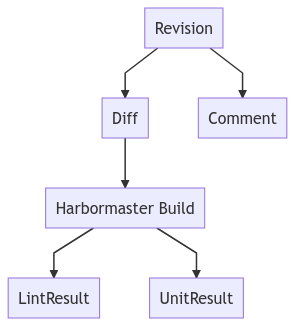 Revision
Diff
Comment
Harbormaster Build
LintResult
UnitResult